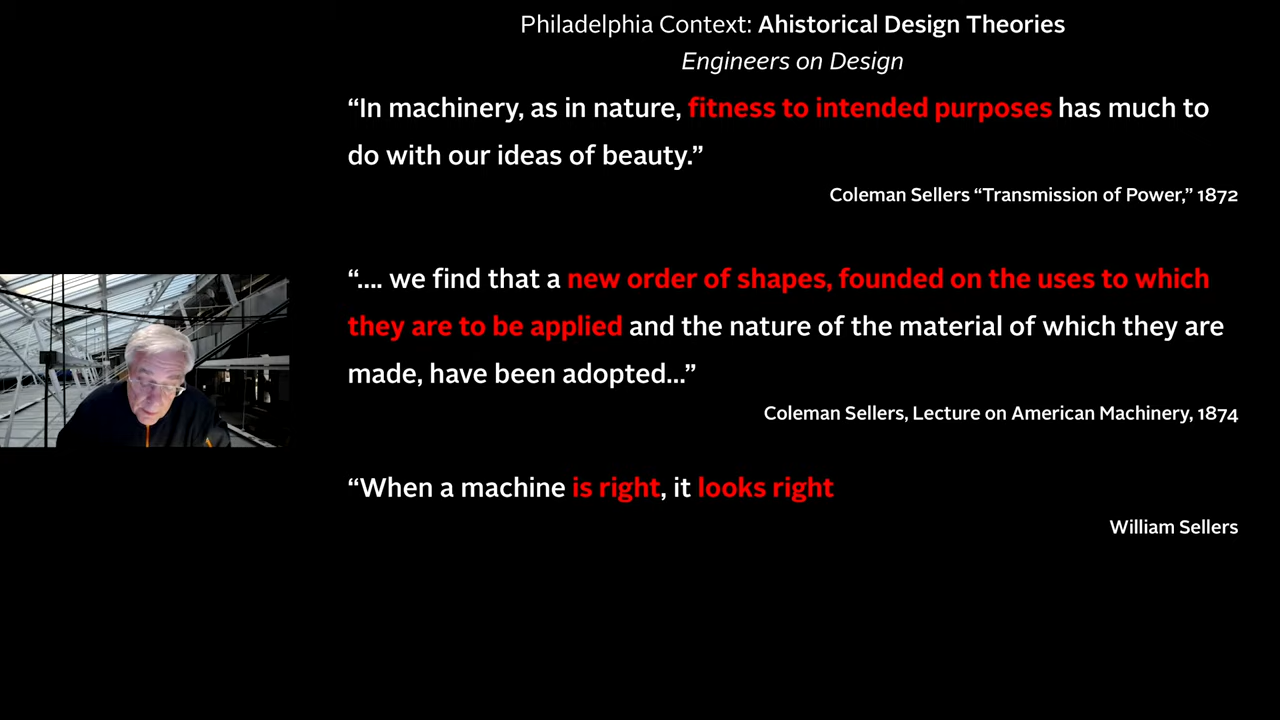 Philadelphia Context: Ahistorical Design Theories
Engineers on Design
“In machinery, as in nature, fitness to intended purposes has much to
do with our ideas of beauty.”
Coleman Sellers “Transmission of Power,” 1872
“.... we find that a new order of shapes, founded on the uses to which
they are to be applied and the nature of the material of which they are
made, have been adopted...”
Coleman Sellers, Lecture on American Machinery, 1874
“When a machine is right, it looks right
William Sellers